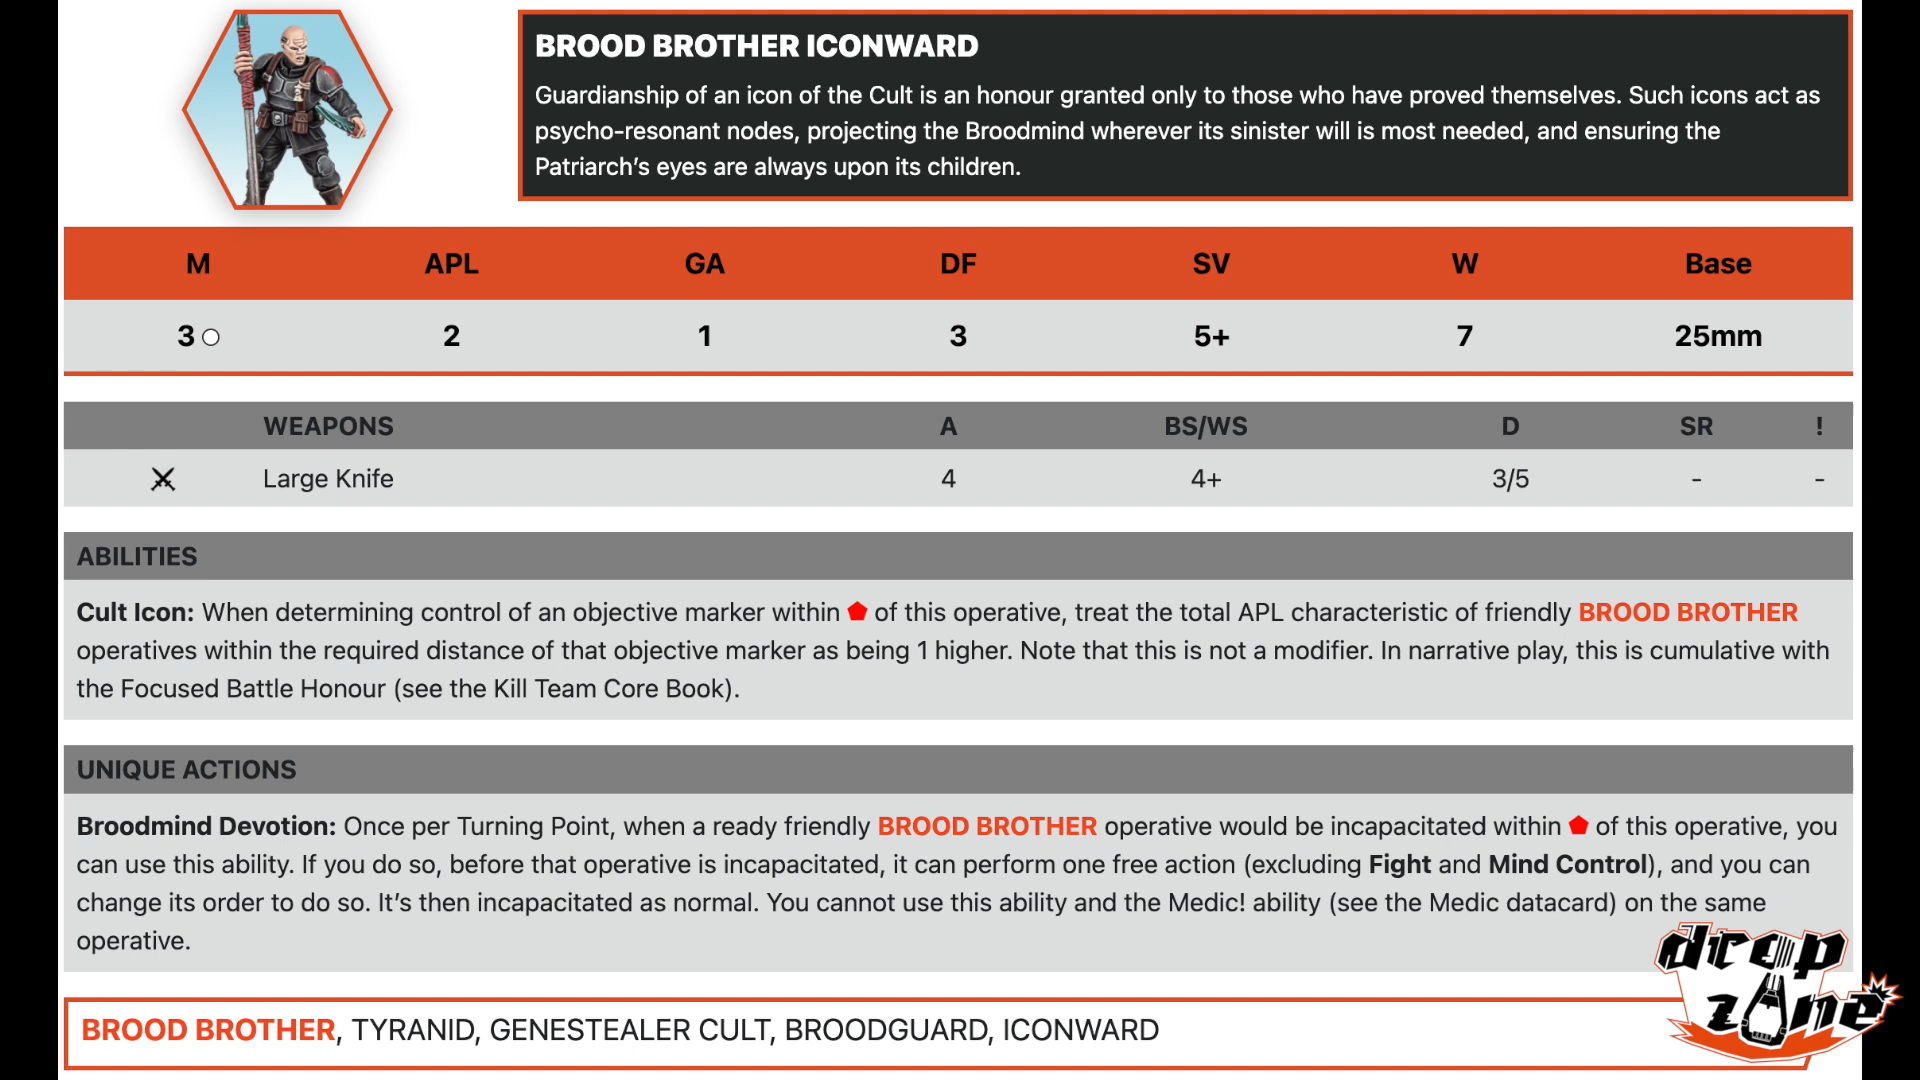 BROOD BROTHER ICONWARD
Guardianship of an icon of the Cult is an honour granted only to those who have proved themselves. Such icons act as
psycho-resonant nodes, projecting the Broodmind wherever its sinister will is most needed, and ensuring the
Patriarch’s eyes are always upon its children.
M APL GA DF SV W Base
3 2 1 3 5+ 7 25mm
WEAPONS A BS/WS D SR !
Large Knife 4 4+ 3/5 - -
ABILITIES
Cult Icon: When determining control of an objective marker within of this operative, treat the total APL characteristic of friendly BROOD BROTHER
operatives within the required distance of that objective marker as being 1 higher. Note that this is not a modifier. In narrative play, this is cumulative with
the Focused Battle Honour (see the Kill Team Core Book).
UNIQUE ACTIONS
Broodmind Devotion: Once per Turning Point, when a ready friendly BROOD BROTHER operative would be incapacitated within of this operative, you
can use this ability. If you do so, before that operative is incapacitated, it can perform one free action (excluding Fight and Mind Control), and you can
change its order to do so. It’s then incapacitated as normal. You cannot use this ability and the Medic! ability (see the Medic datacard) on the same
operative.
BROOD BROTHER, TYRANID, GENESTEALER CULT, BROODGUARD, ICONWARD
drop
zone